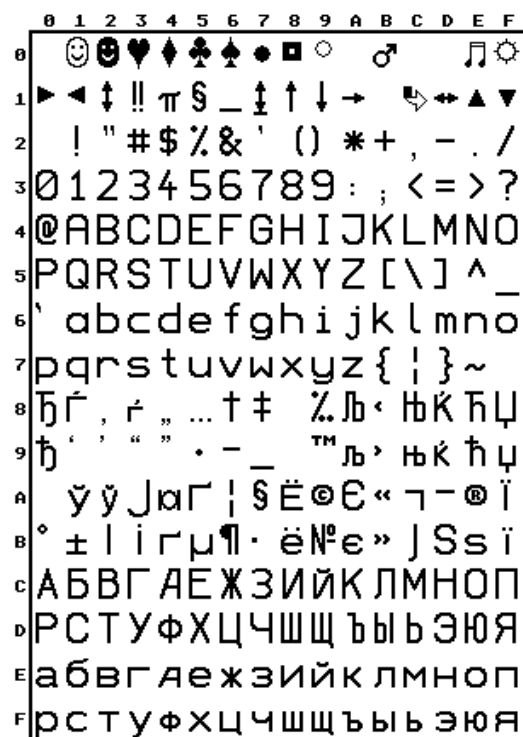 0 1 2 3 4 5 6 7 8 9 A B C D E F
0 ☺ ☻ ♥ ♦ ♣ ♠ • ◘ ○ ♂ ♫ ☼
1 ► ◄ ↕ ‼ π § _ ↨ ↑ ↓ → ↔ ▲ ▼
2 ! " # $ % & ' ( ) * + , - . /
3 0 1 2 3 4 5 6 7 8 9 : ; < = > ?
4 @ A B C D E F G H I J K L M N O
5 P Q R S T U V W X Y Z [ \ ] ^ _
6 ` a b c d e f g h i j k l m n o
7 p q r s t u v w x y z { ¦ } ~
8 Ђ Ѓ ‚ ѓ „ … † ‡ ‰ Љ ‹ Њ Ќ Ћ Џ
9 ђ ‘ ’ “ ” • – _ ™ љ › њ ќ ћ џ
A Ў ў Ј ¤ Г ¦ § Ё © Є « ¬ - ® Ї
B ° ± І і ґ µ ¶ · ё № є » ј Ѕ ѕ ї
C А Б В Г Д Е Ж З И Й К Л М Н О П
D Р С Т У Ф Х Ц Ч Ш Щ Ъ Ы Ь Э Ю Я
E а б в г д е ж з и й к л м н о п
F р с т у ф х ц ч ш щ ъ ы ь э ю я